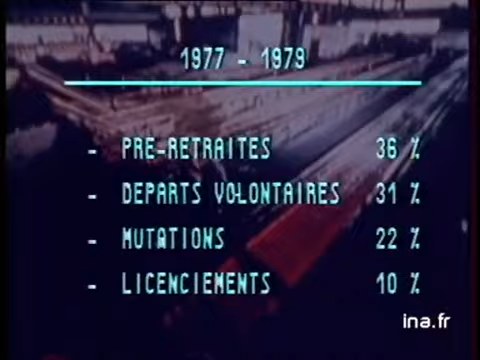 1977 - 1979
- PRE-RETRAITES 36 %
- DEPARTS VOLONTAIRES 31 %
- MUTATIONS 22 %
- LICENCIEMENTS 10 %
ina.fr